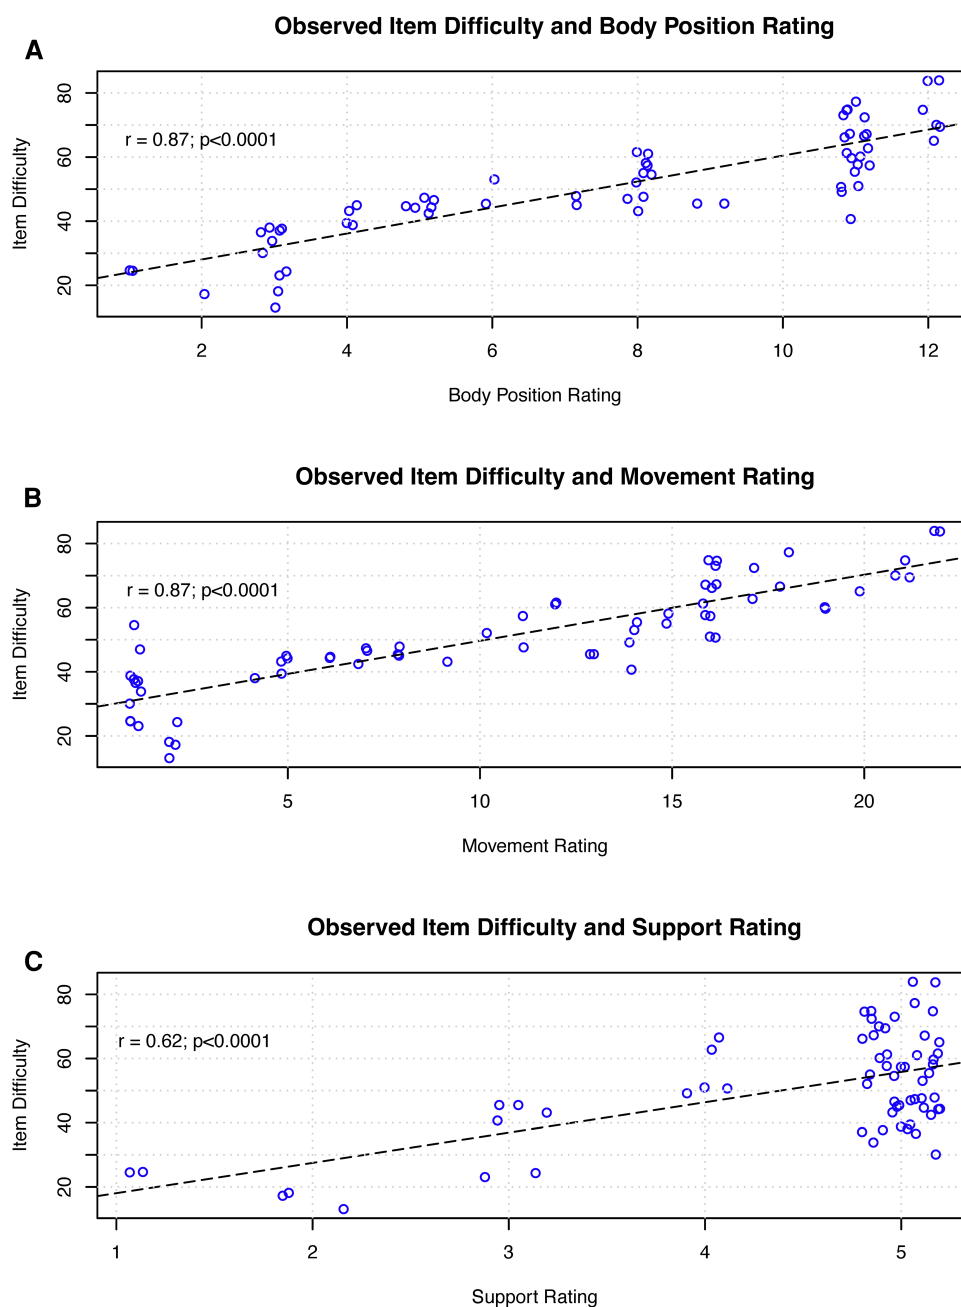 Observed Item Difficulty and Body Position Rating
A
80
60
40
20
Item Difficulty
r = 0.87; p<0.0001
2 4 6 8 10 12
Body Position Rating
Observed Item Difficulty and Movement Rating
B
80
60
40
20
Item Difficulty
r = 0.87; p<0.0001
5 10 15 20
Movement Rating
Observed Item Difficulty and Support Rating
C
80
60
40
20
Item Difficulty
r = 0.62; p<0.0001
1 2 3 4 5
Support Rating